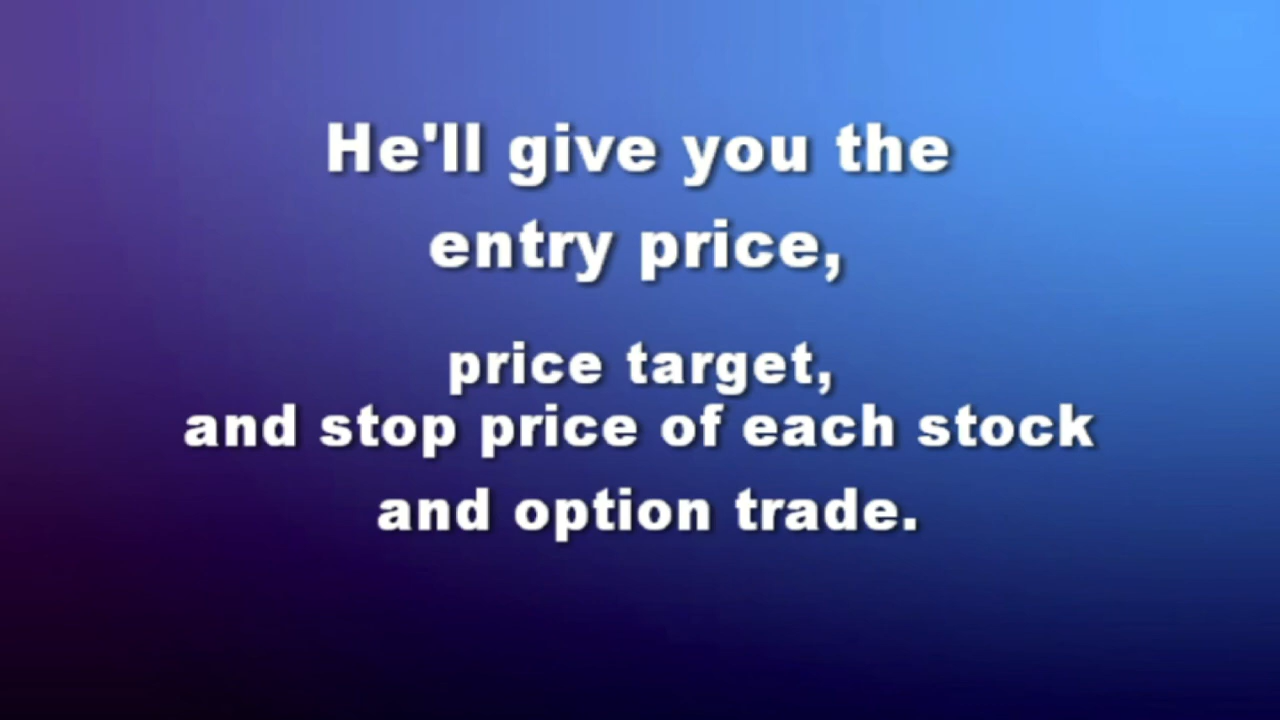 He'll give you the
entry price,
price target,
and stop price of each stock
and option trade.